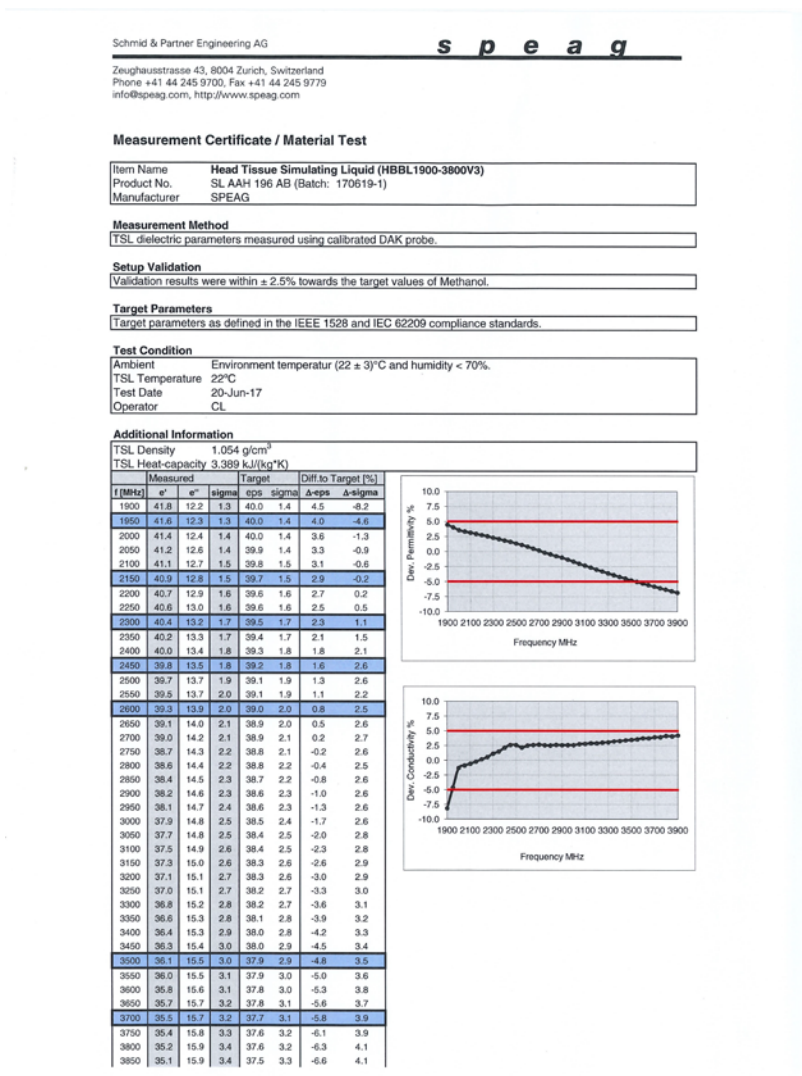 Schmid & Partner Engineering AG
s p e a g
Zeughausstrasse 43, 8004 Zurich, Switzerland
Phone +41 44 245 9700, Fax +41 44 245 9779
info@speag.com, http://www.speag.com
Measurement Certificate / Material Test
Item Name Head Tissue Simulating Liquid (HBBL1900-3800V3)
Product No. SL AAH 196 AB (Batch: 170619-1)
Manufacturer SPEAG
Measurement Method
TSL dielectric parameters measured using calibrated DAK probe.
Setup Validation
Validation results were within ± 2.5% towards the target values of Methanol.
Target Parameters
Target parameters as defined in the IEEE 1528 and IEC 62209 compliance standards.
Test Condition
Ambient Environment temperatur (22 ± 3)°C and humidity < 70%.
TSL Temperature 22°C
Test Date 20-Jun-17
Operator CL
Additional Information
TSL Density 1.054 g/cm³
TSL Heat-capacity 3.389 kJ/(kg*K)
Measured Target Diff.to Target [%]
f [MHz] e' e" sigma eps sigma Δ-eps Δ-sigma
1900 41.8 12.2 1.3 40.0 1.4 4.5 -8.2
1950 41.6 12.3 1.3 40.0 1.4 4.0 -4.6
2000 41.4 12.4 1.4 40.0 1.4 3.6 -1.3
2050 41.2 12.6 1.4 39.9 1.4 3.3 -0.9
2100 41.1 12.7 1.5 39.8 1.5 3.1 -0.6
2150 40.9 12.8 1.5 39.7 1.5 2.9 -0.2
2200 40.7 12.9 1.6 39.6 1.6 2.7 0.2
2250 40.6 13.0 1.6 39.6 1.6 2.5 0.5
2300 40.4 13.2 1.7 39.5 1.7 2.3 1.1
2350 40.2 13.3 1.7 39.4 1.7 2.1 1.5
2400 40.0 13.4 1.8 39.3 1.8 1.8 2.1
2450 39.8 13.5 1.8 39.2 1.8 1.6 2.6
2500 39.7 13.7 1.9 39.1 1.9 1.3 2.6
2550 39.5 13.7 2.0 39.1 1.9 1.1 2.2
2600 39.3 13.9 2.0 39.0 2.0 0.8 2.5
2650 39.1 14.0 2.1 38.9 2.0 0.5 2.6
2700 39.0 14.2 2.1 38.9 2.1 0.2 2.7
2750 38.7 14.3 2.2 38.8 2.1 -0.2 2.6
2800 38.6 14.4 2.2 38.8 2.2 -0.4 2.5
2850 38.4 14.5 2.3 38.7 2.2 -0.8 2.6
2900 38.2 14.6 2.3 38.6 2.3 -1.0 2.6
2950 38.1 14.7 2.4 38.6 2.3 -1.3 2.6
3000 37.9 14.8 2.5 38.5 2.4 -1.7 2.6
3050 37.7 14.8 2.5 38.4 2.5 -2.0 2.8
3100 37.5 14.9 2.6 38.4 2.5 -2.3 2.8
3150 37.3 15.0 2.6 38.3 2.6 -2.6 2.9
3200 37.1 15.1 2.7 38.3 2.6 -3.0 2.9
3250 37.0 15.1 2.7 38.2 2.7 -3.3 3.0
3300 36.8 15.2 2.8 38.2 2.7 -3.6 3.1
3350 36.6 15.3 2.8 38.1 2.8 -3.9 3.2
3400 36.4 15.3 2.9 38.0 2.8 -4.2 3.3
3450 36.3 15.4 3.0 38.0 2.9 -4.5 3.4
3500 36.1 15.5 3.0 37.9 2.9 -4.8 3.5
3550 36.0 15.5 3.1 37.9 3.0 -5.0 3.6
3600 35.8 15.6 3.1 37.8 3.0 -5.3 3.8
3650 35.7 15.7 3.2 37.8 3.1 -5.6 3.7
3700 35.5 15.7 3.2 37.7 3.1 -5.8 3.9
3750 35.4 15.8 3.3 37.6 3.2 -6.1 3.9
3800 35.2 15.9 3.4 37.6 3.2 -6.3 4.1
3850 35.1 15.9 3.4 37.5 3.3 -6.6 4.1
Dev. Permittivity %
10.0
7.5
5.0
2.5
0.0
-2.5
-5.0
-7.5
-10.0
1900 2100 2300 2500 2700 2900 3100 3300 3500 3700 3900
Frequency MHz
Dev. Conductivity %
10.0
7.5
5.0
2.5
0.0
-2.5
-5.0
-7.5
-10.0
1900 2100 2300 2500 2700 2900 3100 3300 3500 3700 3900
Frequency MHz